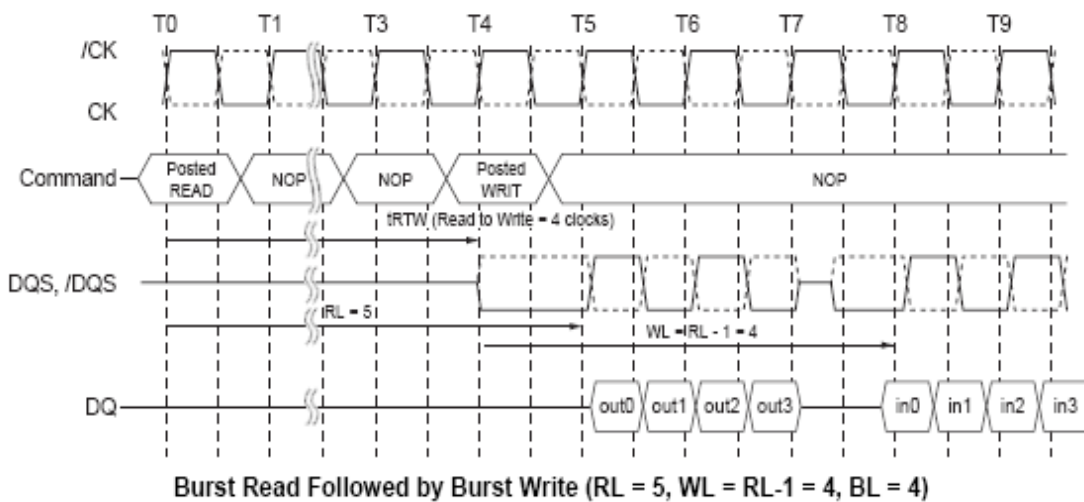 T0 T1 T3 T4 T5 T6 T7 T8 T9
/CK
CK
Command
Posted READ
NOP
NOP
Posted WRIT
NOP
tRTW (Read to Write = 4 clocks)
DQS, /DQS
RL = 5
WL = RL - 1 = 4
DQ
out0 out1 out2 out3 in0 in1 in2 in3
Burst Read Followed by Burst Write (RL = 5, WL = RL-1 = 4, BL = 4)